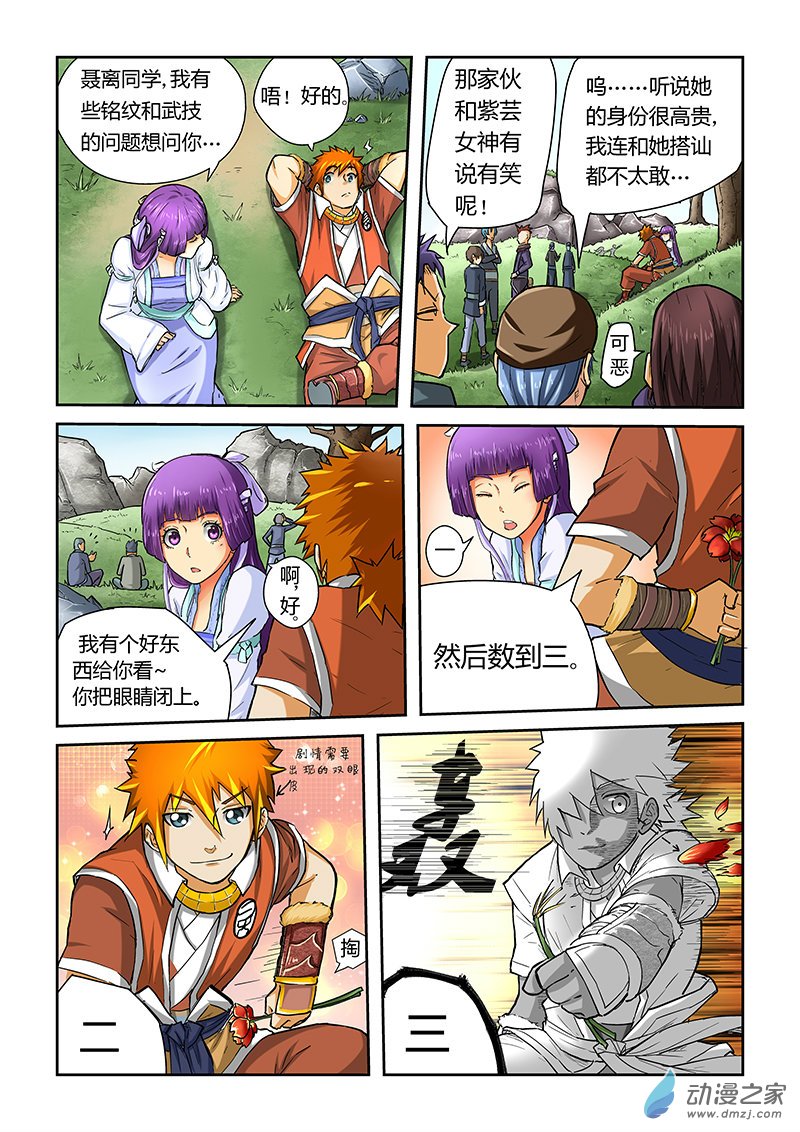 聂离同学，我有
些铭纹和武技
的问题想问你…
唔！好的。
那家伙
和紫芸
女神有
说有笑
呢！
呜……听说她
的身份很高贵，
我连和她搭讪
都不太敢…
可恶
我有个好东
西给你看~
你把眼睛闭上。
啊，好。
一
然后数到三。
剧情需要
出现的双眼
皮
掏
二
三
动漫之家
www.dmzj.com